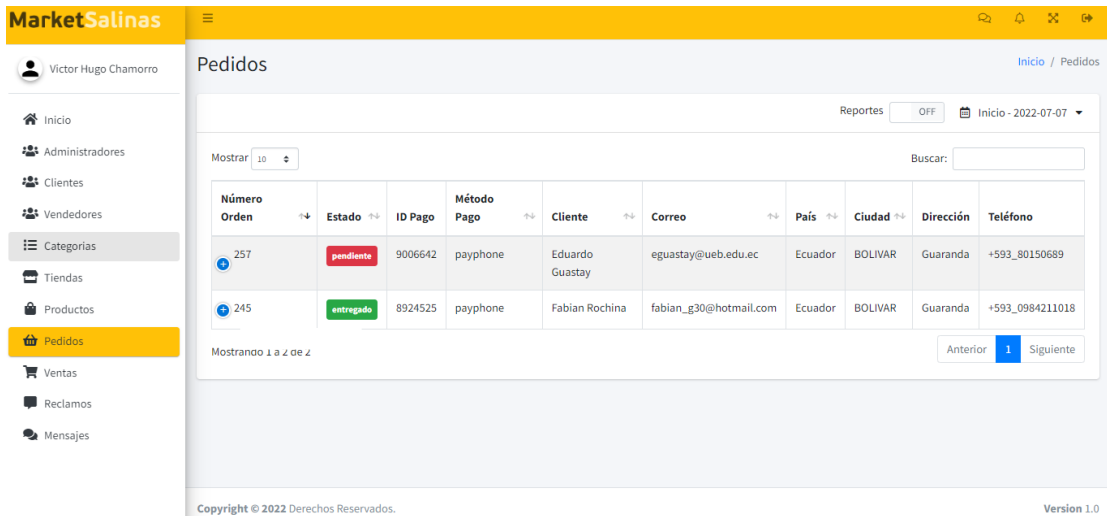 MarketSalinas
Victor Hugo Chamorro
Inicio
Administradores
Clientes
Vendedores
Categorias
Tiendas
Productos
Pedidos
Ventas
Reclamos
Mensajes
Pedidos
Inicio / Pedidos
Reportes OFF Inicio - 2022-07-07
Mostrar 10
Buscar:
Número Orden Estado ID Pago Método Pago Cliente Correo País Ciudad Dirección Teléfono
257 pendiente 9006642 payphone Eduardo Guastay eguastay@ueb.edu.ec Ecuador BOLIVAR Guaranda +593_80150689
245 entregado 8924525 payphone Fabian Rochina fabian_g30@hotmail.com Ecuador BOLIVAR Guaranda +593_0984211018
Mostrando 1 a 2 de 2
Anterior 1 Siguiente
Copyright © 2022 Derechos Reservados.
Version 1.0